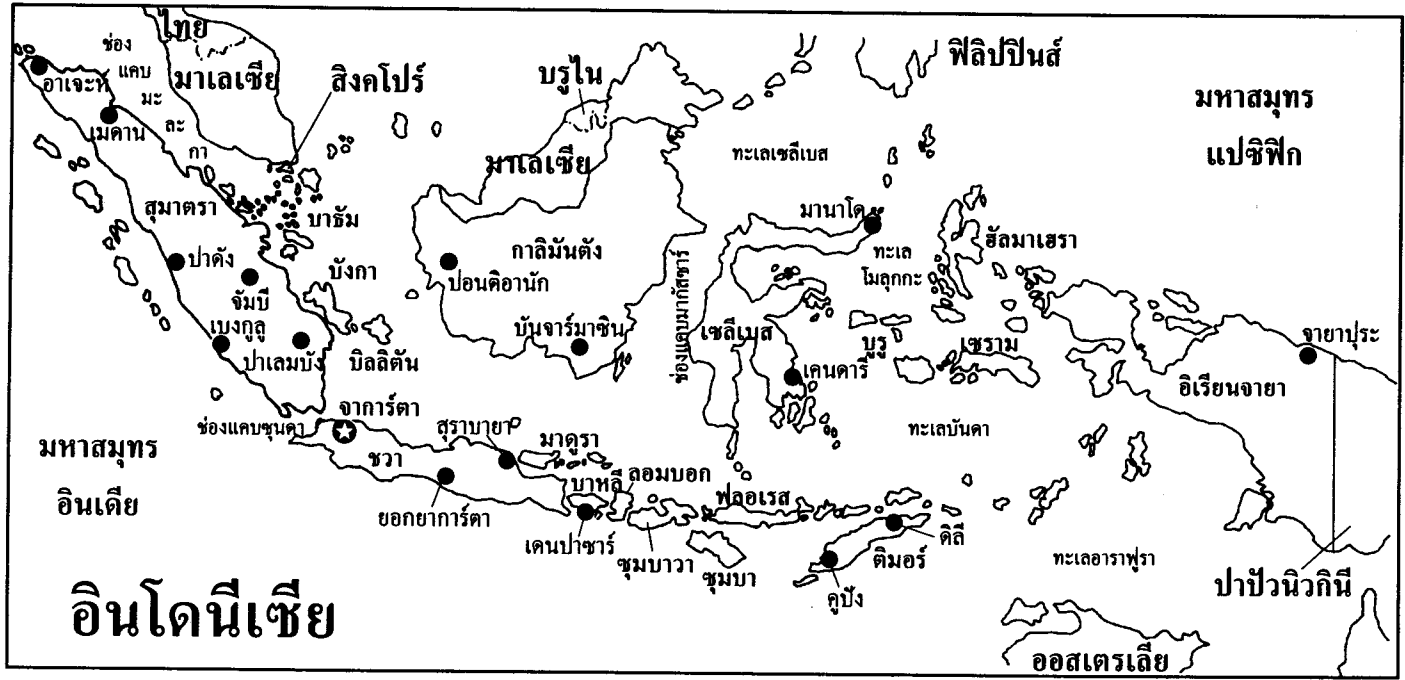 ไทย
ช่อง
แคบ
มะ
ละ
กา
มาเลเซีย
สิงคโปร์
บรูไน
ฟิลิปปินส์
มหาสมุทร
แปซิฟิก
อาเจะห์
เมดาน
มาเลเซีย
ทะเลเซลีเบส
สุมาตรา
บาธัม
มานาโด
ปาดัง
บังกา
กาลิมันตัง
ทะเล
โมลุกกะ
ฮัลมาเฮรา
จัมบี
ปอนติอานัก
ช่องแคบมากัสซาร์
เบงกูลู
ปาเลมบัง
บิลลิตัน
บันจาร์มาซิน
เซลีเบส
บูรู
เซราม
จายาปุระ
เคนดารี
อิเรียนจายา
จาการ์ตา
ช่องแคบซุนดา
สุราบายา
มาดูรา
ทะเลบันดา
มหาสมุทร
อินเดีย
ชวา
บาหลี
ลอมบอก
ฟลอเรส
ยอกยาการ์ตา
เดนปาซาร์
ซุมบาวา
ซุมบา
ติมอร์
ดิลี
คูปัง
ทะเลอาราฟูรา
ปาปัวนิวกินี
อินโดนีเซีย
ออสเตรเลีย